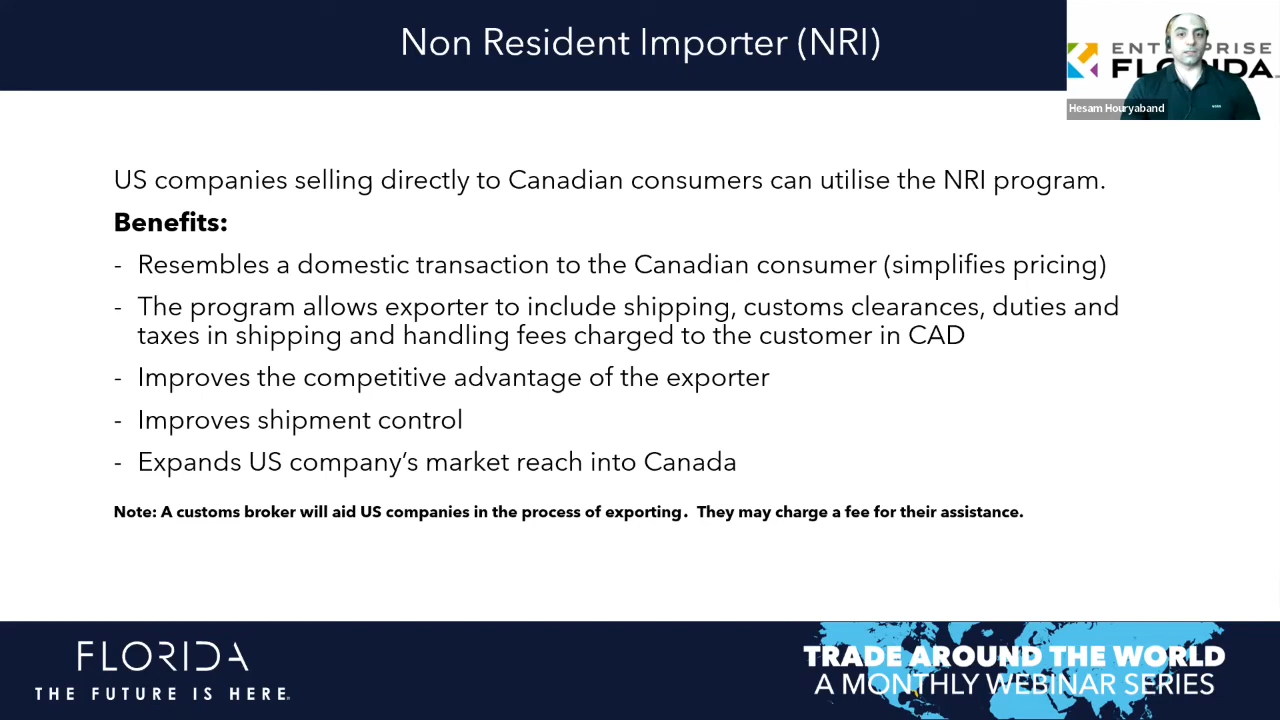 Non Resident Importer (NRI)
ENTERPRISE
FLORIDA
Hesam Houryaband
US companies selling directly to Canadian consumers can utilise the NRI program.
Benefits:
- Resembles a domestic transaction to the Canadian consumer (simplifies pricing)
- The program allows exporter to include shipping, customs clearances, duties and
taxes in shipping and handling fees charged to the customer in CAD
- Improves the competitive advantage of the exporter
- Improves shipment control
- Expands US company’s market reach into Canada
Note: A customs broker will aid US companies in the process of exporting. They may charge a fee for their assistance.
FLORIDA
THE FUTURE IS HERE.
TRADE AROUND THE WORLD
A MONTHLY WEBINAR SERIES